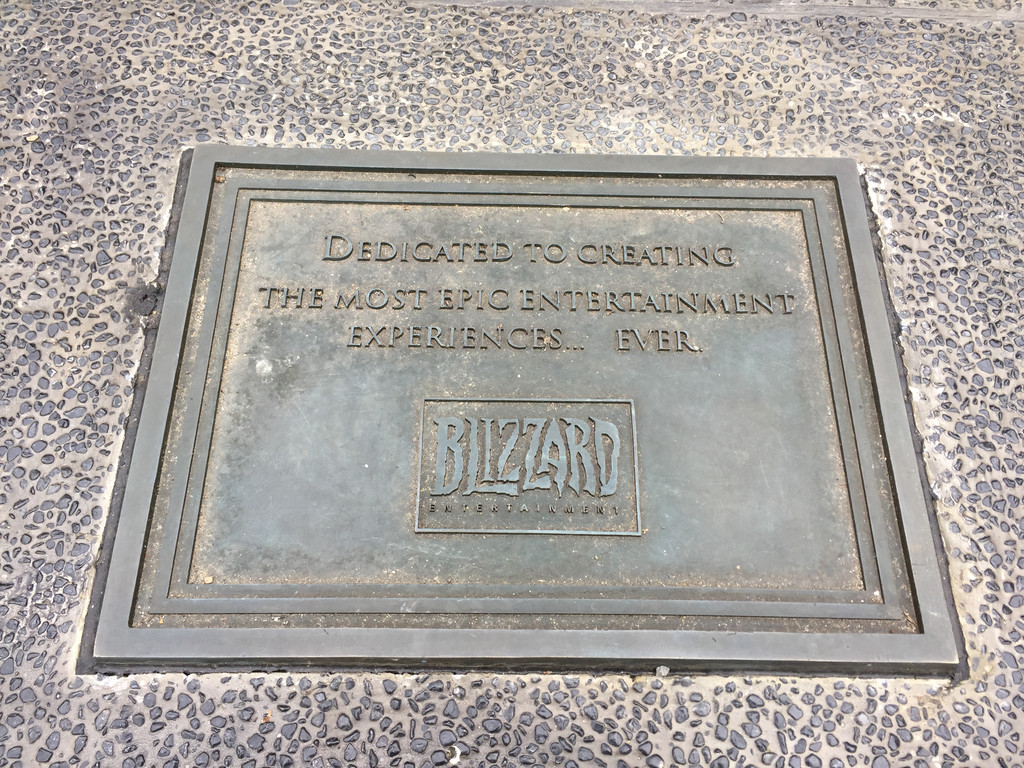 DEDICATED TO CREATING
THE MOST EPIC ENTERTAINMENT
EXPERIENCES... EVER.
BLIZZARD
ENTERTAINMENT